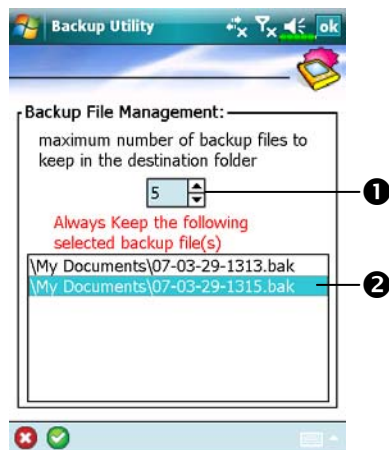 Backup Utility
ok
Backup File Management:
maximum number of backup files to
keep in the destination folder
5
1
Always Keep the following
selected backup file(s)
\My Documents\07-03-29-1313.bak
\My Documents\07-03-29-1315.bak
2